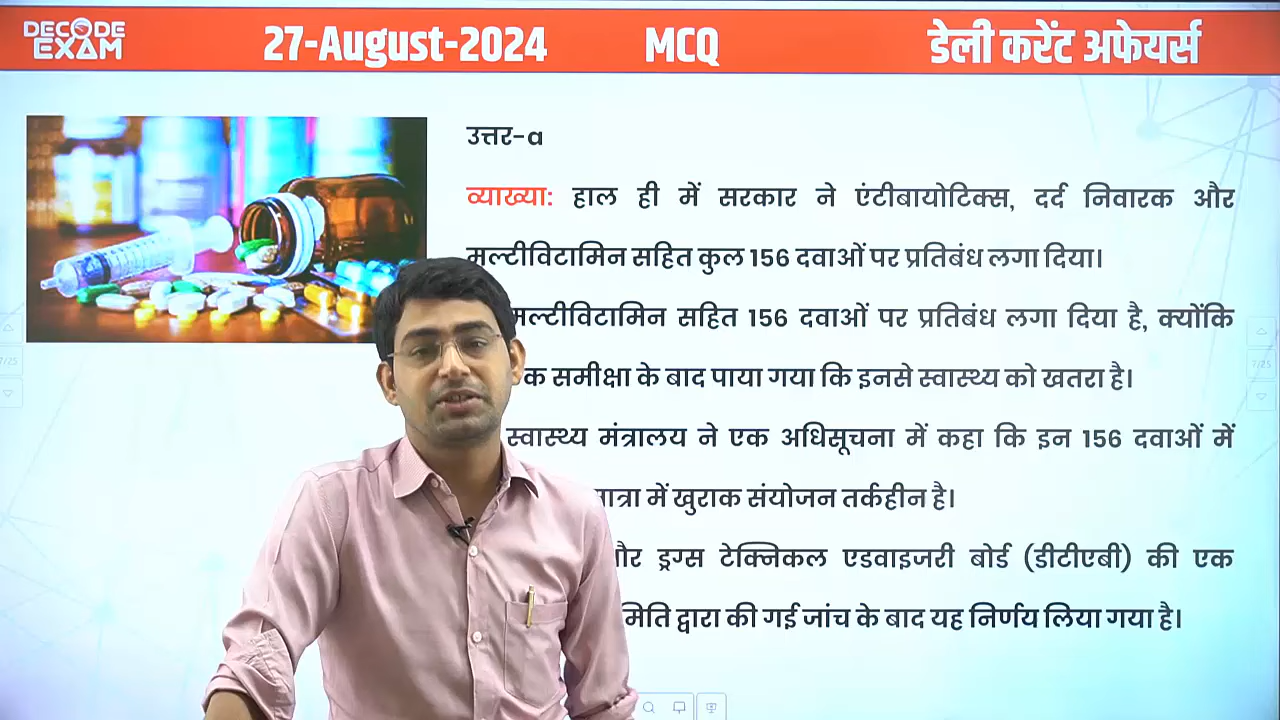 DECODE EXAM
27-August-2024 MCQ डेली करेंट अफेयर्स
उत्तर-a
व्याख्या: हाल ही में सरकार ने एंटीबायोटिक्स, दर्द निवारक और
मल्टीविटामिन सहित कुल 156 दवाओं पर प्रतिबंध लगा दिया।
मल्टीविटामिन सहित 156 दवाओं पर प्रतिबंध लगा दिया है, क्योंकि
समीक्षा के बाद पाया गया कि इनसे स्वास्थ्य को खतरा है।
स्वास्थ्य मंत्रालय ने एक अधिसूचना में कहा कि इन 156 दवाओं में
में खुराक संयोजन तर्कहीन है।
ड्रग्स टेक्निकल एडवाइजरी बोर्ड (डीटीएबी) की एक
द्वारा की गई जांच के बाद यह निर्णय लिया गया है।
7/25